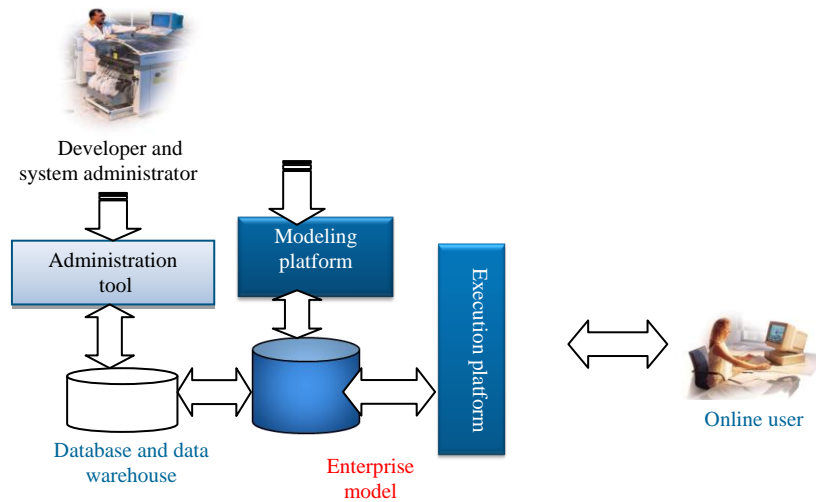 Developer and
system administrator
Administration
tool
Modeling
platform
Execution platform
Database and data
warehouse
Enterprise
model
Online user